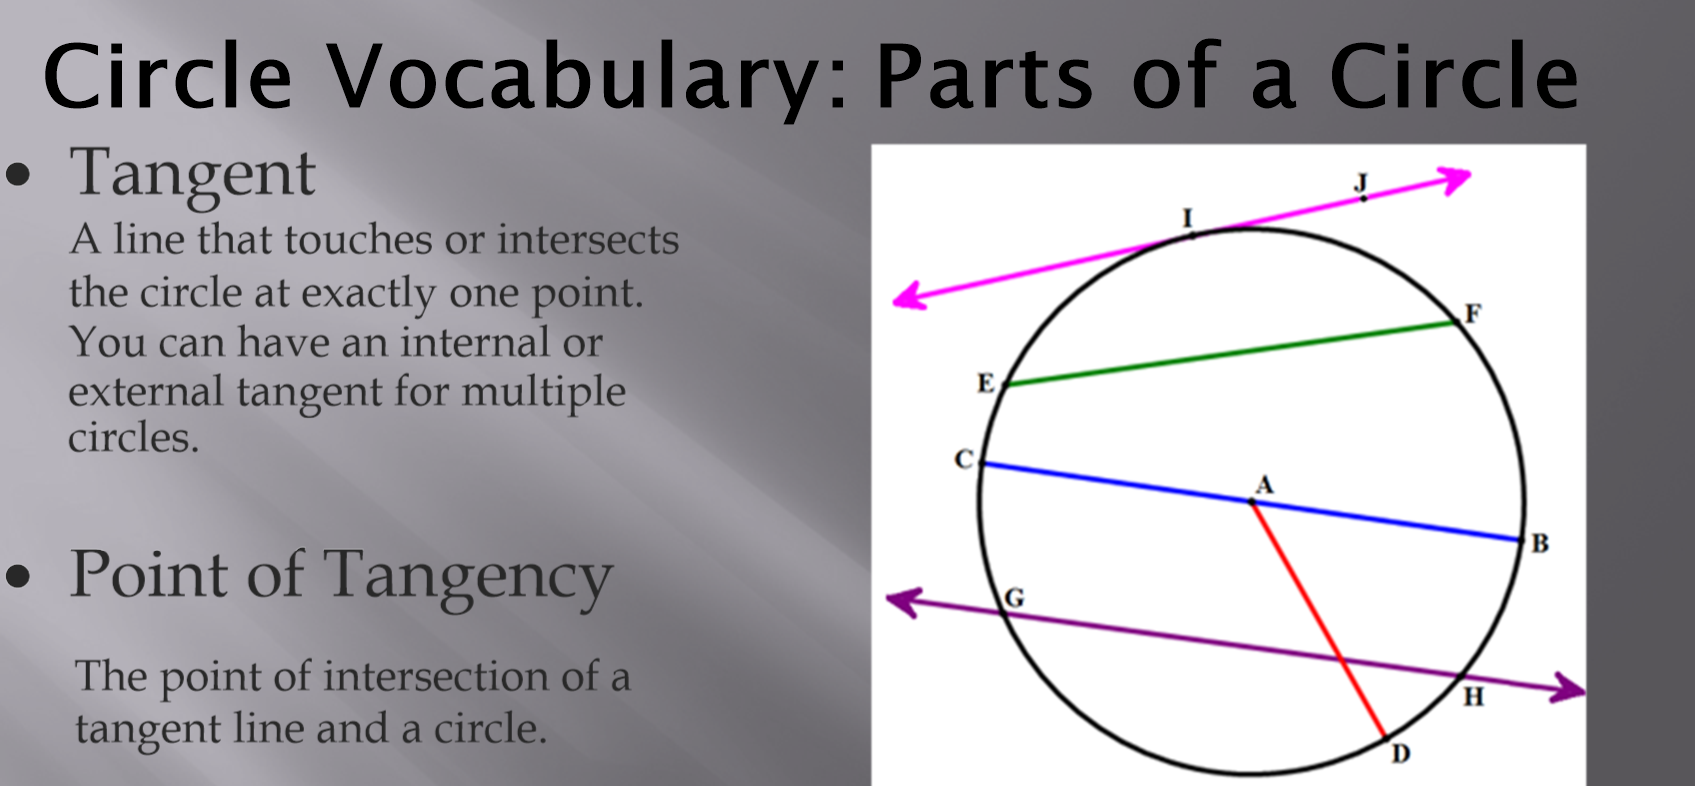 Circle Vocabulary: Parts of a Circle
• Tangent
A line that touches or intersects
the circle at exactly one point.
You can have an internal or
external tangent for multiple
circles.
• Point of Tangency
The point of intersection of a
tangent line and a circle.
J
I
F
E
C
A
B
G
H
D